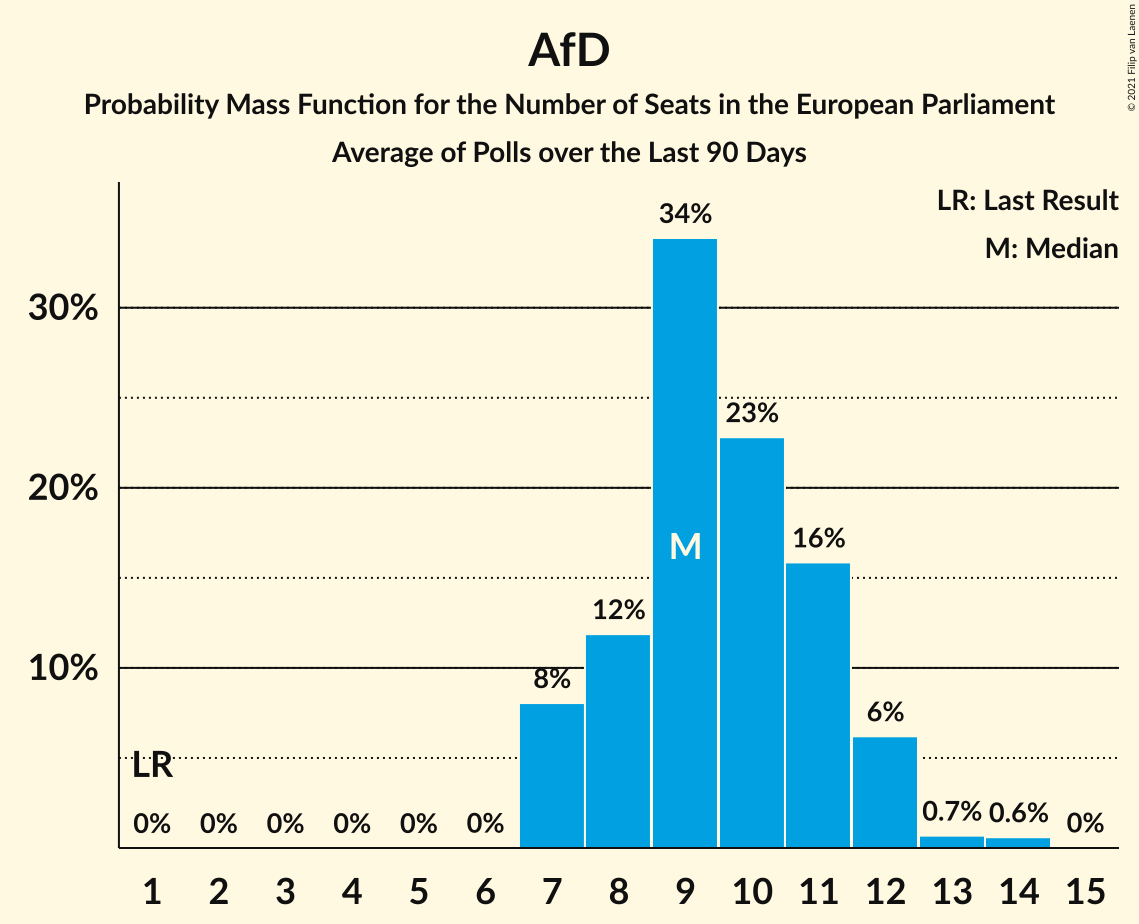 AfD
Probability Mass Function for the Number of Seats in the European Parliament
Average of Polls over the Last 90 Days
© 2021 Filip van Laenen
LR: Last Result
M: Median
34%
30%
23%
20%
16%
M
12%
10%
8%
6%
LR
0% 0% 0% 0% 0% 0% 0.7% 0.6% 0%
1 2 3 4 5 6 7 8 9 10 11 12 13 14 15